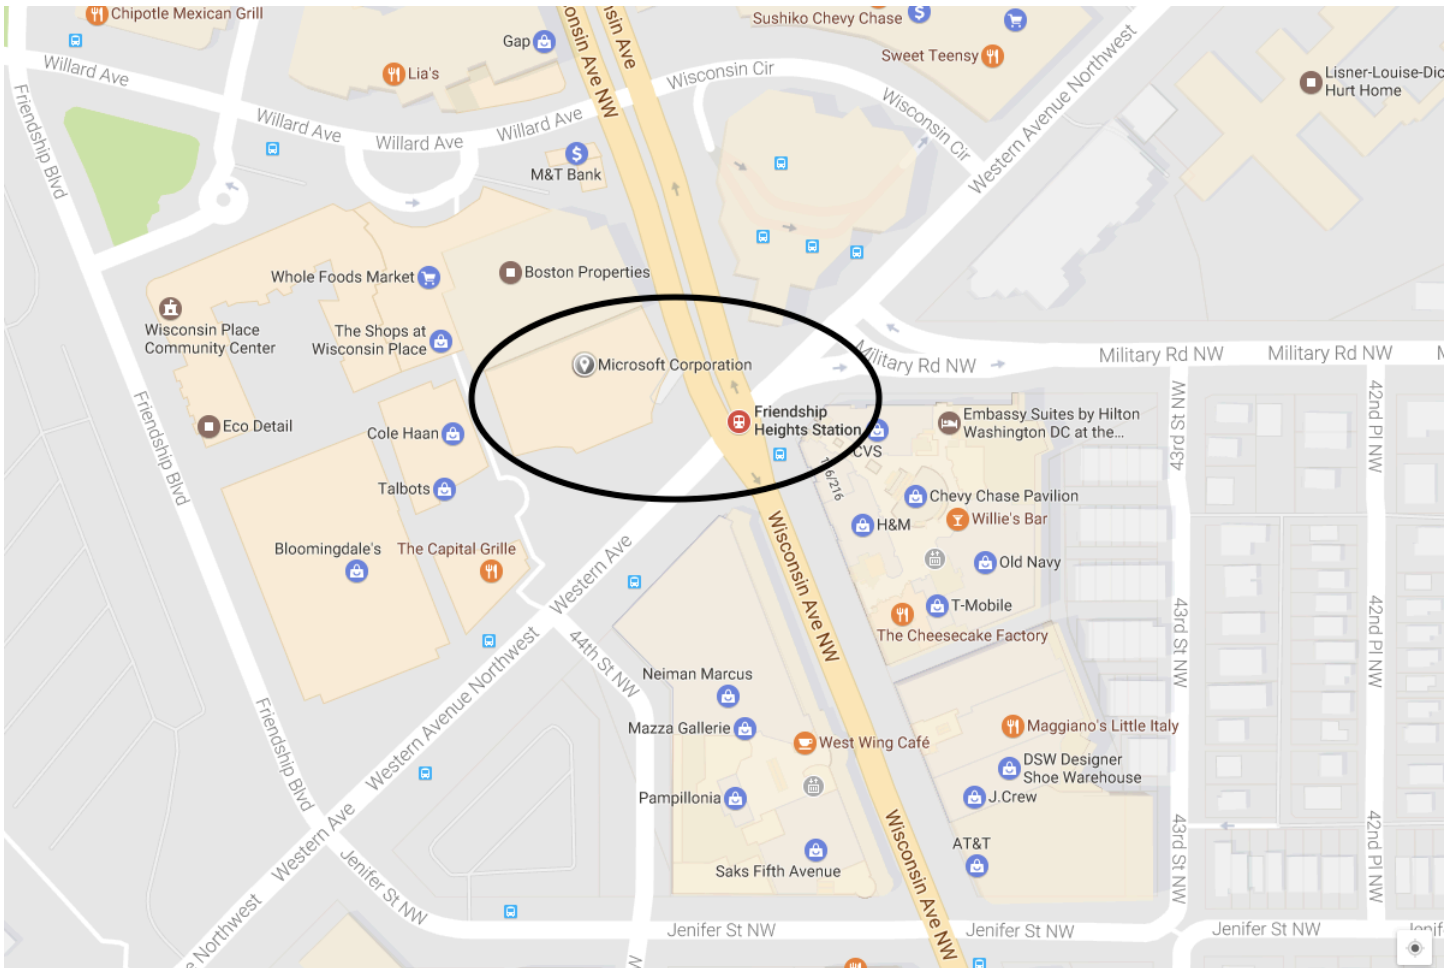 Chipotle Mexican Grill
Gap
Sushiko Chevy Chase
Sweet Teensy
Lia's
Wisconsin Ave NW
Wisconsin Cir
Wisconsin Cir
Western Avenue Northwest
Lisner-Louise-Dic
Hurt Home
Willard Ave
Willard Ave
Willard Ave
Willard Ave
Friendship Blvd
M&T Bank
Whole Foods Market
Boston Properties
Wisconsin Place
Community Center
The Shops at
Wisconsin Place
Microsoft Corporation
Military Rd NW
Military Rd NW
Military Rd NW
Friendship
Heights Station
Embassy Suites by Hilton
Washington DC at the...
CVS
Eco Detail
Cole Haan
Talbots
Friendship Blvd
43rd St NW
42nd Pl NW
Chevy Chase Pavilion
H&M
Willie's Bar
Old Navy
Bloomingdale's
The Capital Grille
Western Ave
Wisconsin Ave NW
T-Mobile
The Cheesecake Factory
43rd St NW
42nd Pl NW
Western Avenue Northwest
44th St NW
Neiman Marcus
Mazza Gallerie
West Wing Café
Maggiano's Little Italy
DSW Designer
Shoe Warehouse
J.Crew
Pampillonia
Friendship Blvd
Western Ave
AT&T
Saks Fifth Avenue
Wisconsin Ave NW
43rd St NW
42nd Pl NW
Jenifer St NW
Jenifer St NW
Jenifer St NW
Jenifer St NW
Northwest